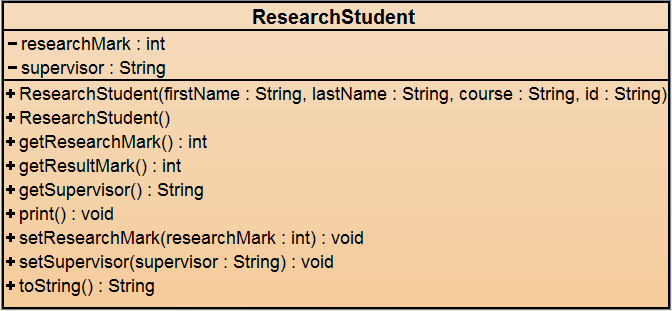 ResearchStudent
- researchMark : int
- supervisor : String
+ ResearchStudent(firstName : String, lastName : String, course : String, id : String)
+ ResearchStudent()
+ getResearchMark() : int
+ getResultMark() : int
+ getSupervisor() : String
+ print() : void
+ setResearchMark(researchMark : int) : void
+ setSupervisor(supervisor : String) : void
+ toString() : String